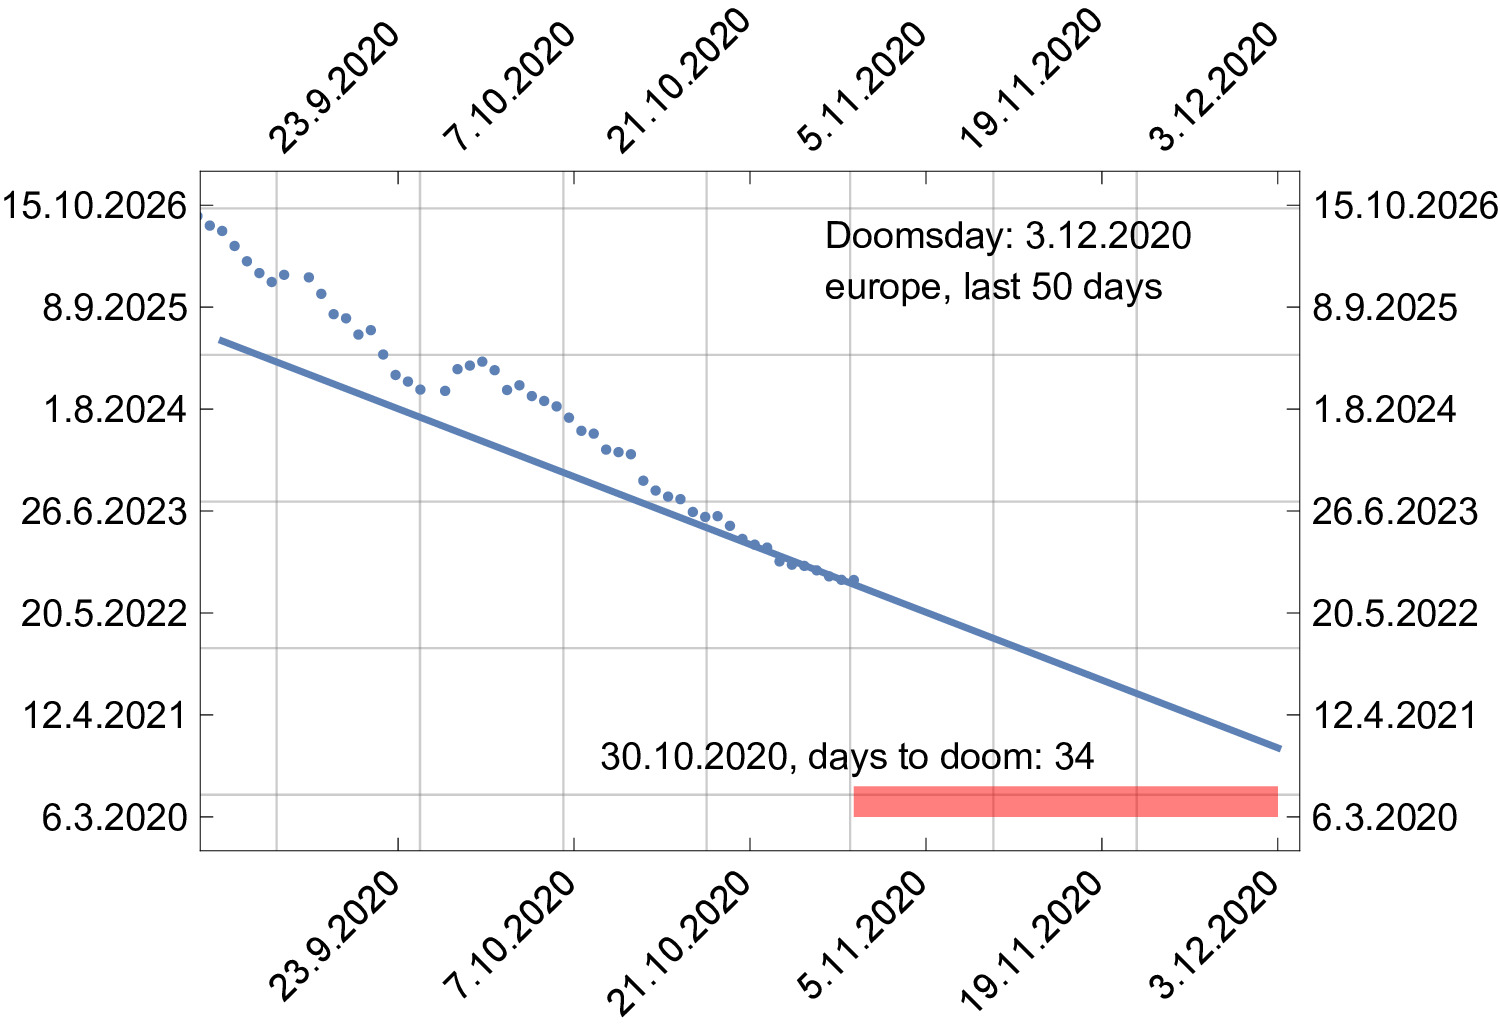 23.9.2020 7.10.2020 21.10.2020 5.11.2020 19.11.2020 3.12.2020
15.10.2026 15.10.2026
Doomsday: 3.12.2020
europe, last 50 days
8.9.2025 8.9.2025
1.8.2024 1.8.2024
26.6.2023 26.6.2023
20.5.2022 20.5.2022
12.4.2021 12.4.2021
30.10.2020, days to doom: 34
6.3.2020 6.3.2020
23.9.2020 7.10.2020 21.10.2020 5.11.2020 19.11.2020 3.12.2020